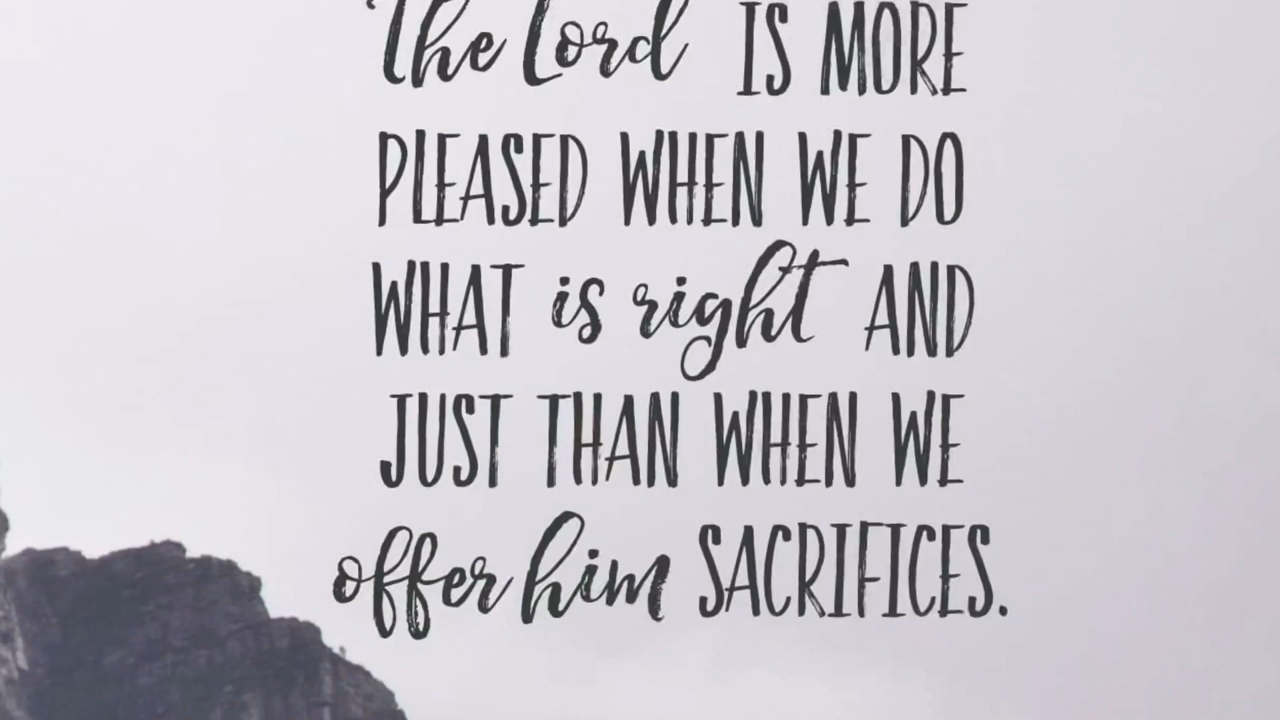 The Lord IS MORE
PLEASED WHEN WE DO
WHAT is right AND
JUST THAN WHEN WE
offer him SACRIFICES.